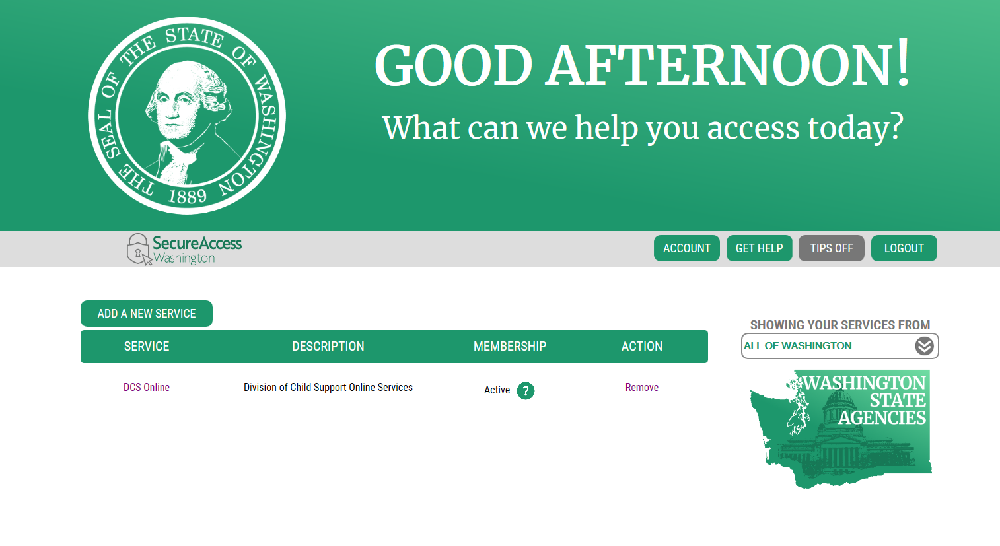 THE SEAL OF THE STATE OF WASHINGTON
1889
GOOD AFTERNOON!
What can we help you access today?
SecureAccess
Washington
ACCOUNT
GET HELP
TIPS OFF
LOGOUT
ADD A NEW SERVICE
SERVICE DESCRIPTION MEMBERSHIP ACTION
DCS Online Division of Child Support Online Services Active ? Remove
SHOWING YOUR SERVICES FROM
ALL OF WASHINGTON
WASHINGTON
STATE
AGENCIES